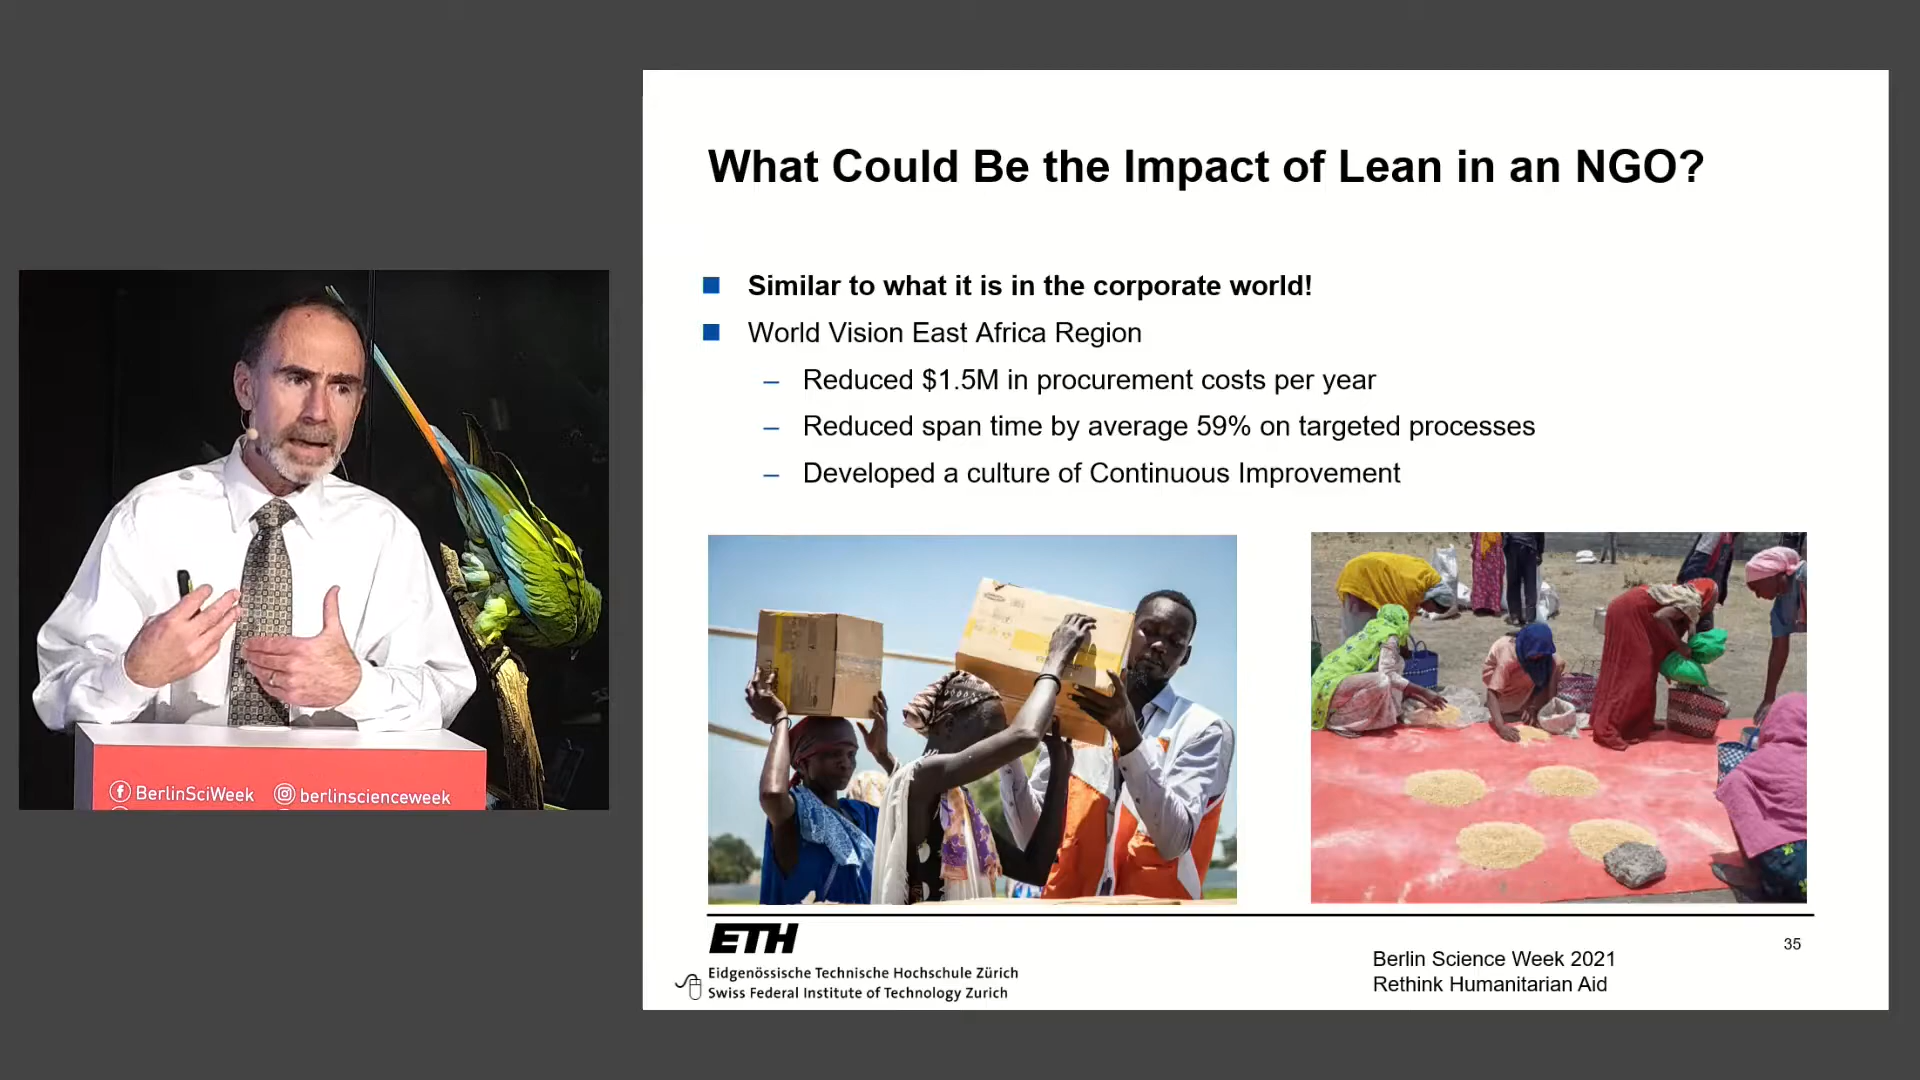 What Could Be the Impact of Lean in an NGO?
Similar to what it is in the corporate world!
World Vision East Africa Region
– Reduced $1.5M in procurement costs per year
– Reduced span time by average 59% on targeted processes
– Developed a culture of Continuous Improvement
BerlinSciWeek berlinscienceweek
ETH
Eidgenössische Technische Hochschule Zürich
Swiss Federal Institute of Technology Zurich
Berlin Science Week 2021
Rethink Humanitarian Aid
35